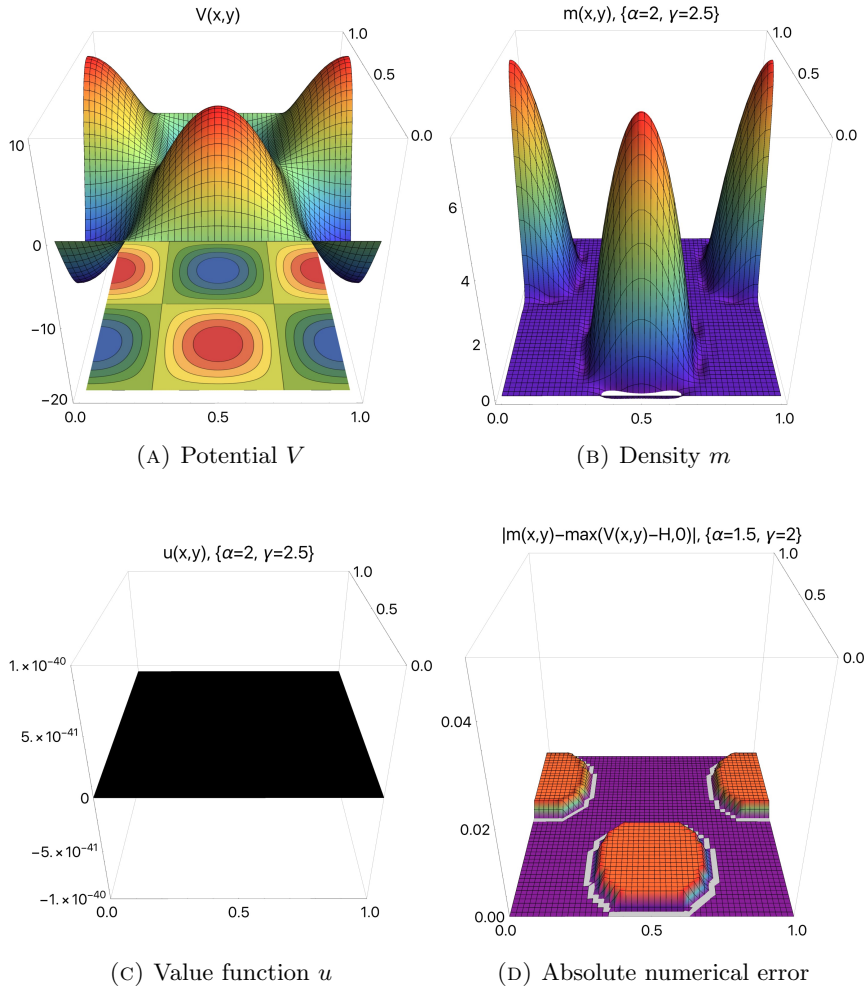 V(x,y)
1.0
0.5
0.0
10
0
−10
−20
0.0 0.5 1.0
(A) Potential V
m(x,y), {α=2, γ=2.5}
1.0
0.5
0.0
6
4
2
0
0.0 0.5 1.0
(B) Density m
u(x,y), {α=2, γ=2.5}
1.0
0.5
0.0
1.×10⁻⁴⁰
5.×10⁻⁴¹
0
−5.×10⁻⁴¹
−1.×10⁻⁴⁰
0.0 0.5 1.0
(C) Value function u
|m(x,y)−max(V(x,y)−H,0)|, {α=1.5, γ=2}
1.0
0.5
0.0
0.04
0.02
0.00
0.0 0.5 1.0
(D) Absolute numerical error